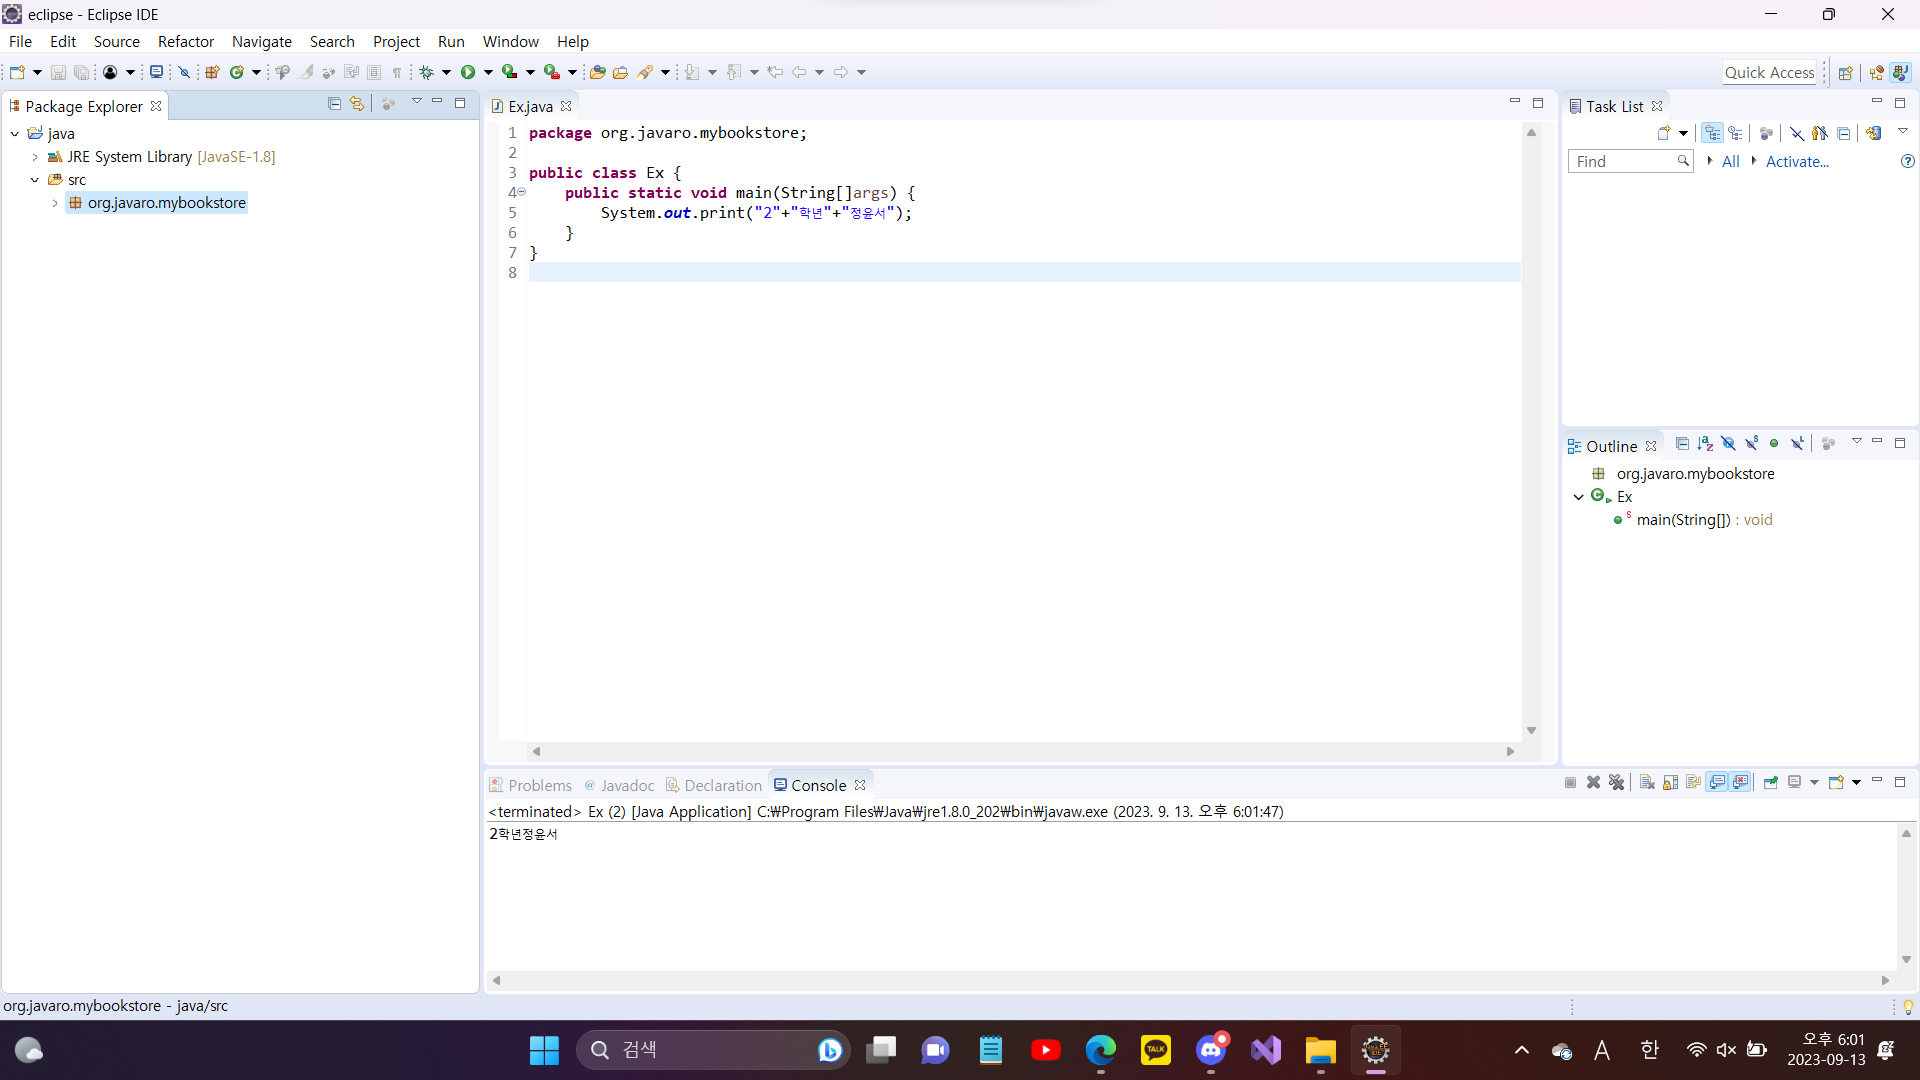 eclipse - Eclipse IDE
File Edit Source Refactor Navigate Search Project Run Window Help
Quick Access
Package Explorer
java
JRE System Library [JavaSE-1.8]
src
org.javaro.mybookstore
Ex.java
1 package org.javaro.mybookstore;
2
3 public class Ex {
4 public static void main(String[]args) {
5 System.out.print("2"+"학년"+"정윤서");
6 }
7 }
8
Task List
Find All Activate...
Outline
org.javaro.mybookstore
Ex
main(String[]) : void
Problems @ Javadoc Declaration Console
<terminated> Ex (2) [Java Application] C:₩Program Files₩Java₩jre1.8.0_202₩bin₩javaw.exe (2023. 9. 13. 오후 6:01:47)
2학년정윤서
org.javaro.mybookstore - java/src
검색
TALK
A 한
오후 6:01
2023-09-13